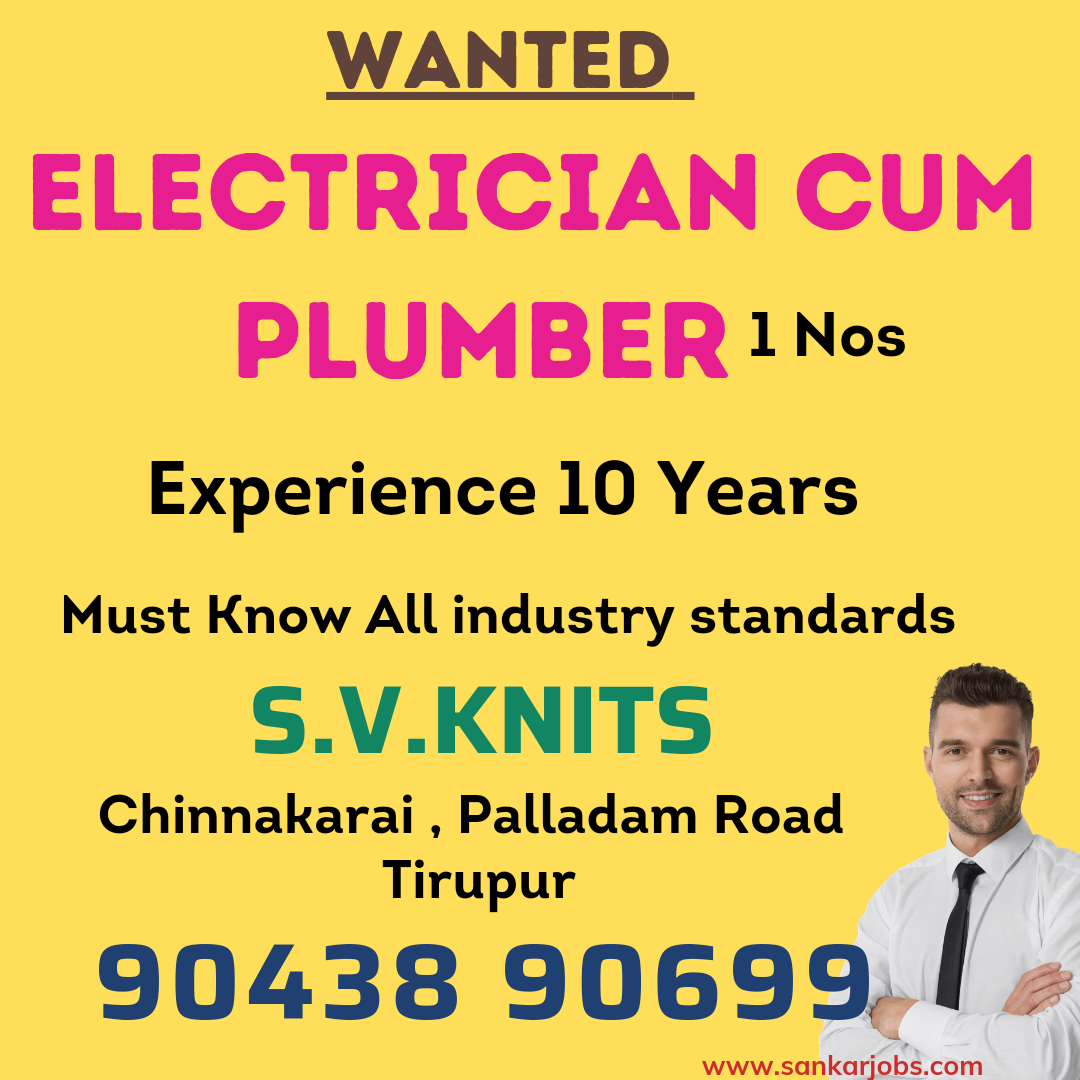 WANTED
ELECTRICIAN CUM
PLUMBER 1 Nos
Experience 10 Years
Must Know All industry standards
S.V.KNITS
Chinnakarai , Palladam Road
Tirupur
90438 90699
www.sankarjobs.com